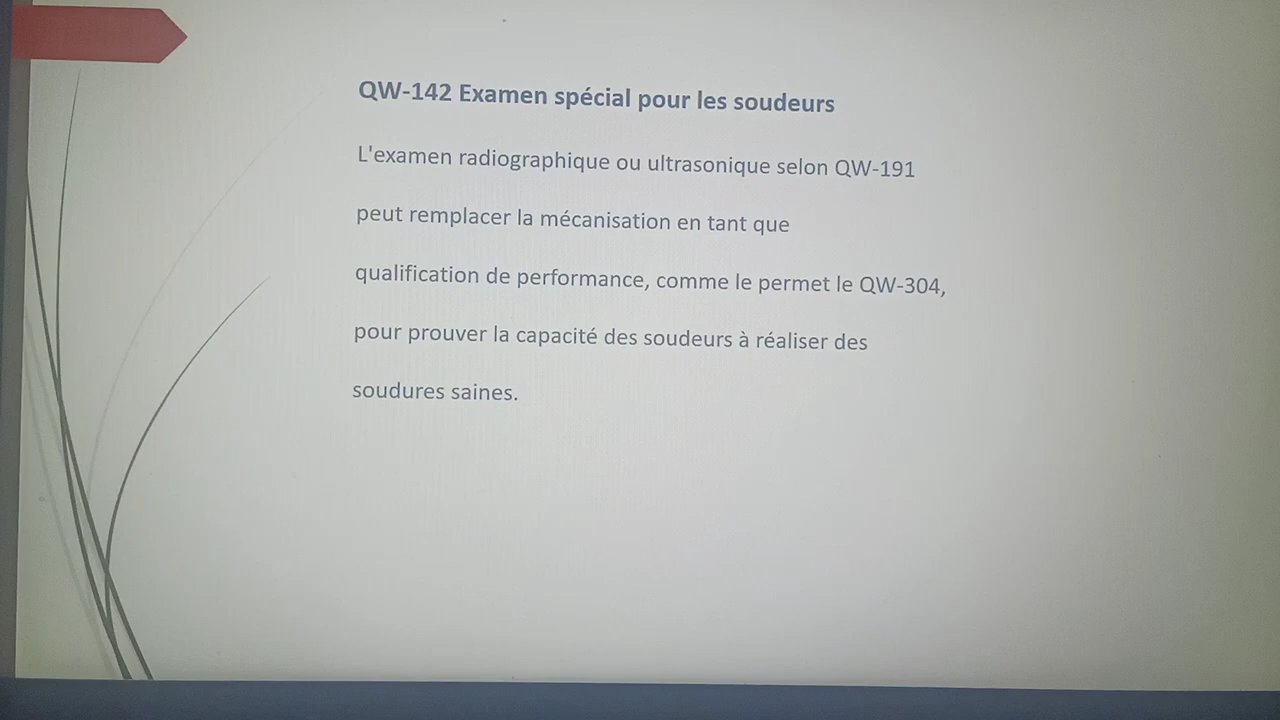 QW-142 Examen spécial pour les soudeurs
L'examen radiographique ou ultrasonique selon QW-191
peut remplacer la mécanisation en tant que
qualification de performance, comme le permet le QW-304,
pour prouver la capacité des soudeurs à réaliser des
soudures saines.